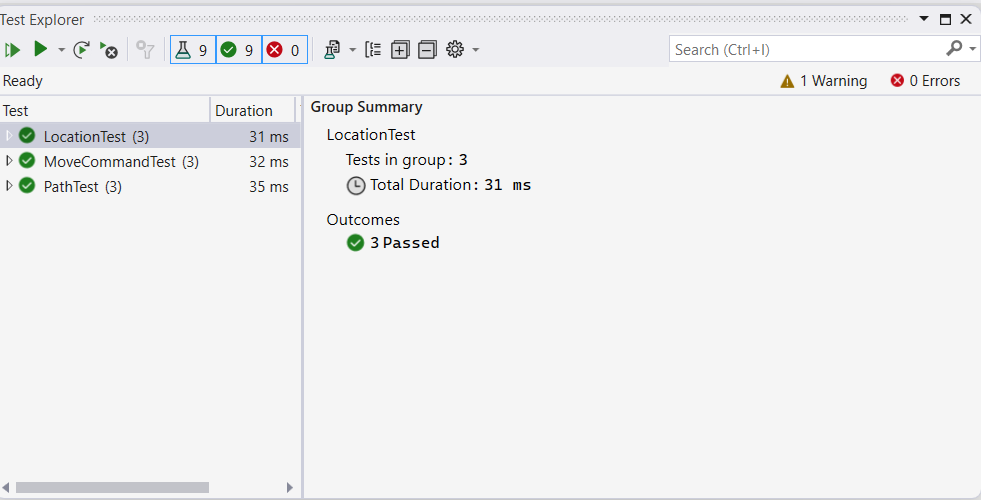 Test Explorer
9 9 0
Search (Ctrl+I)
Ready
1 Warning 0 Errors
Test Duration
LocationTest (3) 31 ms
MoveCommandTest (3) 32 ms
PathTest (3) 35 ms
Group Summary
LocationTest
Tests in group: 3
Total Duration: 31 ms
Outcomes
3 Passed